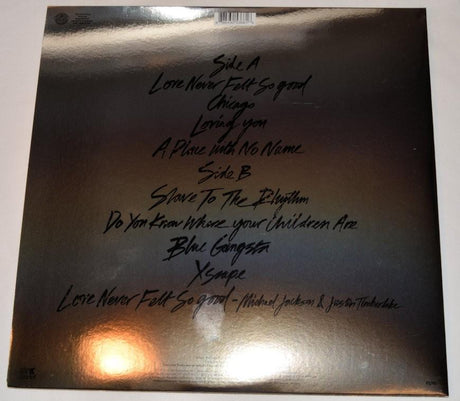 Side A
Love Never Felt So good
Chicago
Loving you
A Place with No Name
Side B
Slave To The Rhythm
Do You Know Where your Children Are
Blue Gangsta
Xscape
Love Never Felt So good - Michael Jackson & Justin Timberlake